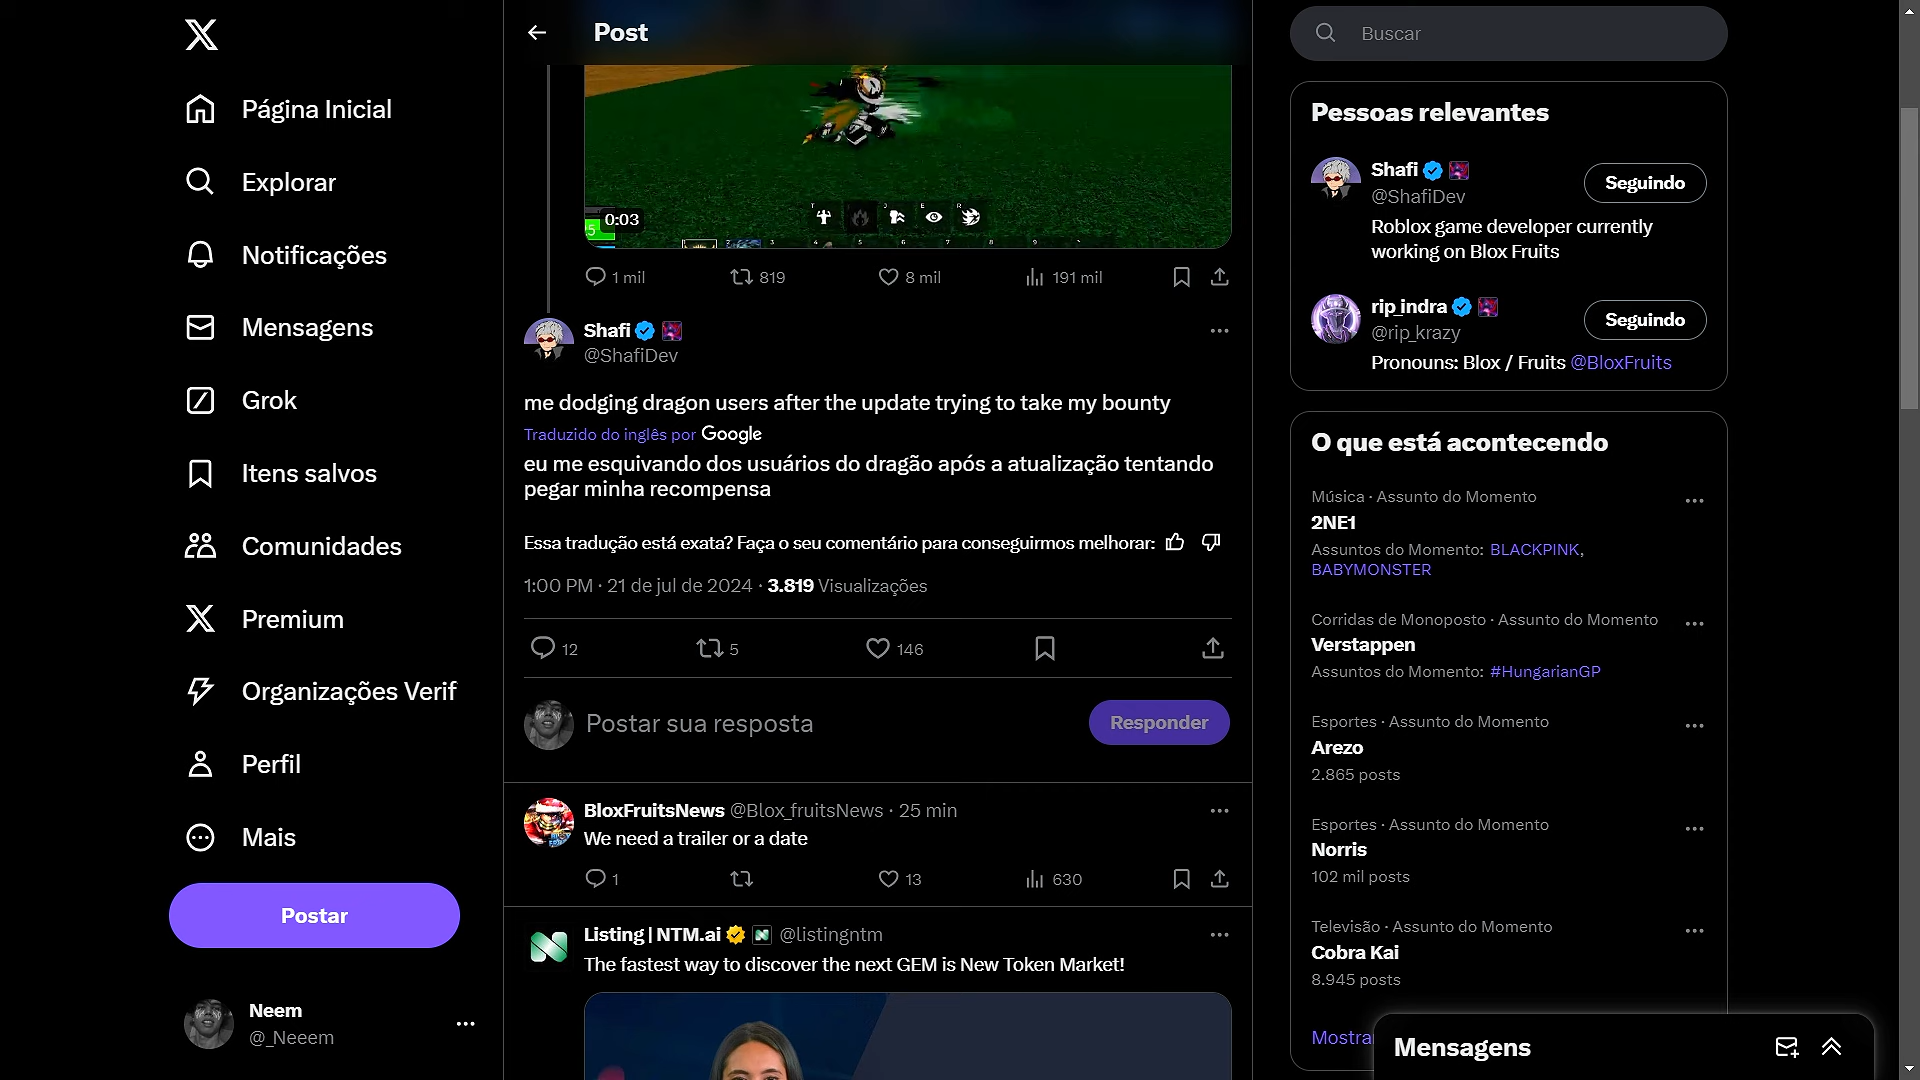 Página Inicial
Explorar
Notificações
Mensagens
Grok
Itens salvos
Comunidades
Premium
Organizações Verif
Perfil
Mais
Postar
Neem
@_Neeem
Post
T J E R
0:03
5
2 3 4 5 6 7 8 9
1 mil 819 8 mil 191 mil
Shafi
@ShafiDev
me dodging dragon users after the update trying to take my bounty
Traduzido do inglês por Google
eu me esquivando dos usuários do dragão após a atualização tentando
pegar minha recompensa
Essa tradução está exata? Faça o seu comentário para conseguirmos melhorar:
1:00 PM · 21 de jul de 2024 · 3.819 Visualizações
12 5 146
Postar sua resposta Responder
BloxFruitsNews @Blox_fruitsNews · 25 min
We need a trailer or a date
1 13 630
Listing | NTM.ai @listingntm
The fastest way to discover the next GEM is New Token Market!
Buscar
Pessoas relevantes
Shafi
@ShafiDev
Seguindo
Roblox game developer currently
working on Blox Fruits
rip_indra
@rip_krazy
Seguindo
Pronouns: Blox / Fruits @BloxFruits
O que está acontecendo
Música · Assunto do Momento
2NE1
Assuntos do Momento: BLACKPINK,
BABYMONSTER
Corridas de Monoposto · Assunto do Momento
Verstappen
Assuntos do Momento: #HungarianGP
Esportes · Assunto do Momento
Arezo
2.865 posts
Esportes · Assunto do Momento
Norris
102 mil posts
Televisão · Assunto do Momento
Cobra Kai
8.945 posts
Mostra
Mensagens